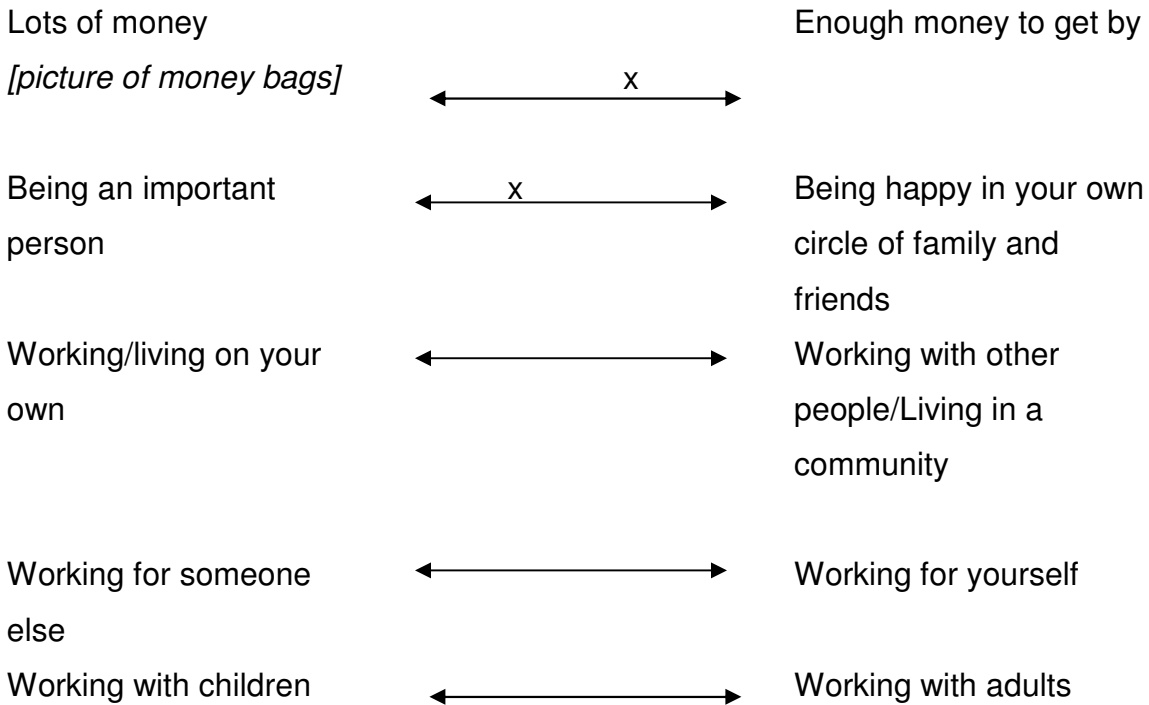 Lots of money
Enough money to get by
[picture of money bags]
x
Being an important
x
Being happy in your own
person
circle of family and
friends
Working/living on your
Working with other
own
people/Living in a
community
Working for someone
Working for yourself
else
Working with children
Working with adults